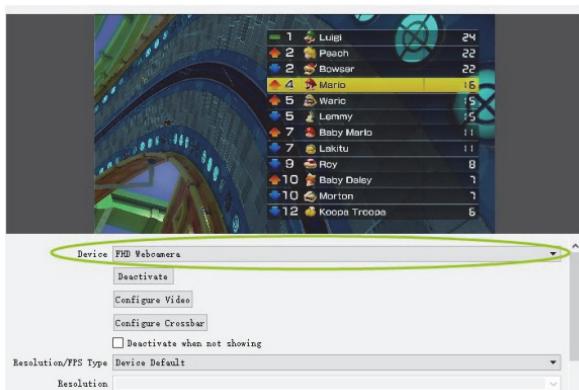 1 Luigi 24
2 Peach 22
2 Bowser 22
4 Mario 16
5 Wario 15
5 Lemmy 15
7 Baby Mario 11
7 Lakitu 11
9 Roy 8
10 Baby Daisy 7
10 Morton 7
12 Koopa Troopa 6
Device FHD Webcamera
Deactivate
Configure Video
Configure Crossbar
Deactivate when not showing
Resolution/FPS Type Device Default
Resolution